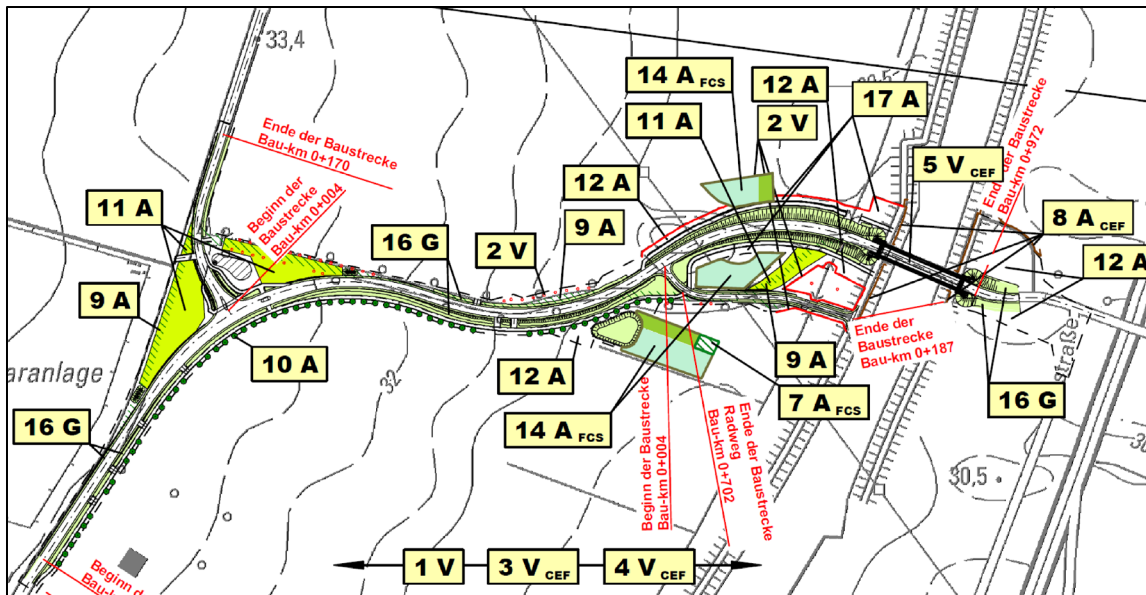 33,4
14 A FCS
12 A
17 A
11 A
2 V
Ende der Baustrecke
Bau-km 0+170
Ende der Baustrecke
Bau-km 0+972
5 V CEF
12 A
11 A
Beginn der
Baustrecke
Bau-km 0+004
9 A
8 A CEF
16 G
2 V
12 A
9 A
Ende der
Baustrecke
Bau-km 0+187
10 A
9 A
araranlage
32
12 A
7 A FCS
16 G
straße
16 G
14 A FCS
Beginn der Baustrecke
Bau-km 0+004
Ende der Baustrecke
Radweg
Bau-km 0+702
30,5
Beginn d
Bau-k
1 V
3 V CEF
4 V CEF